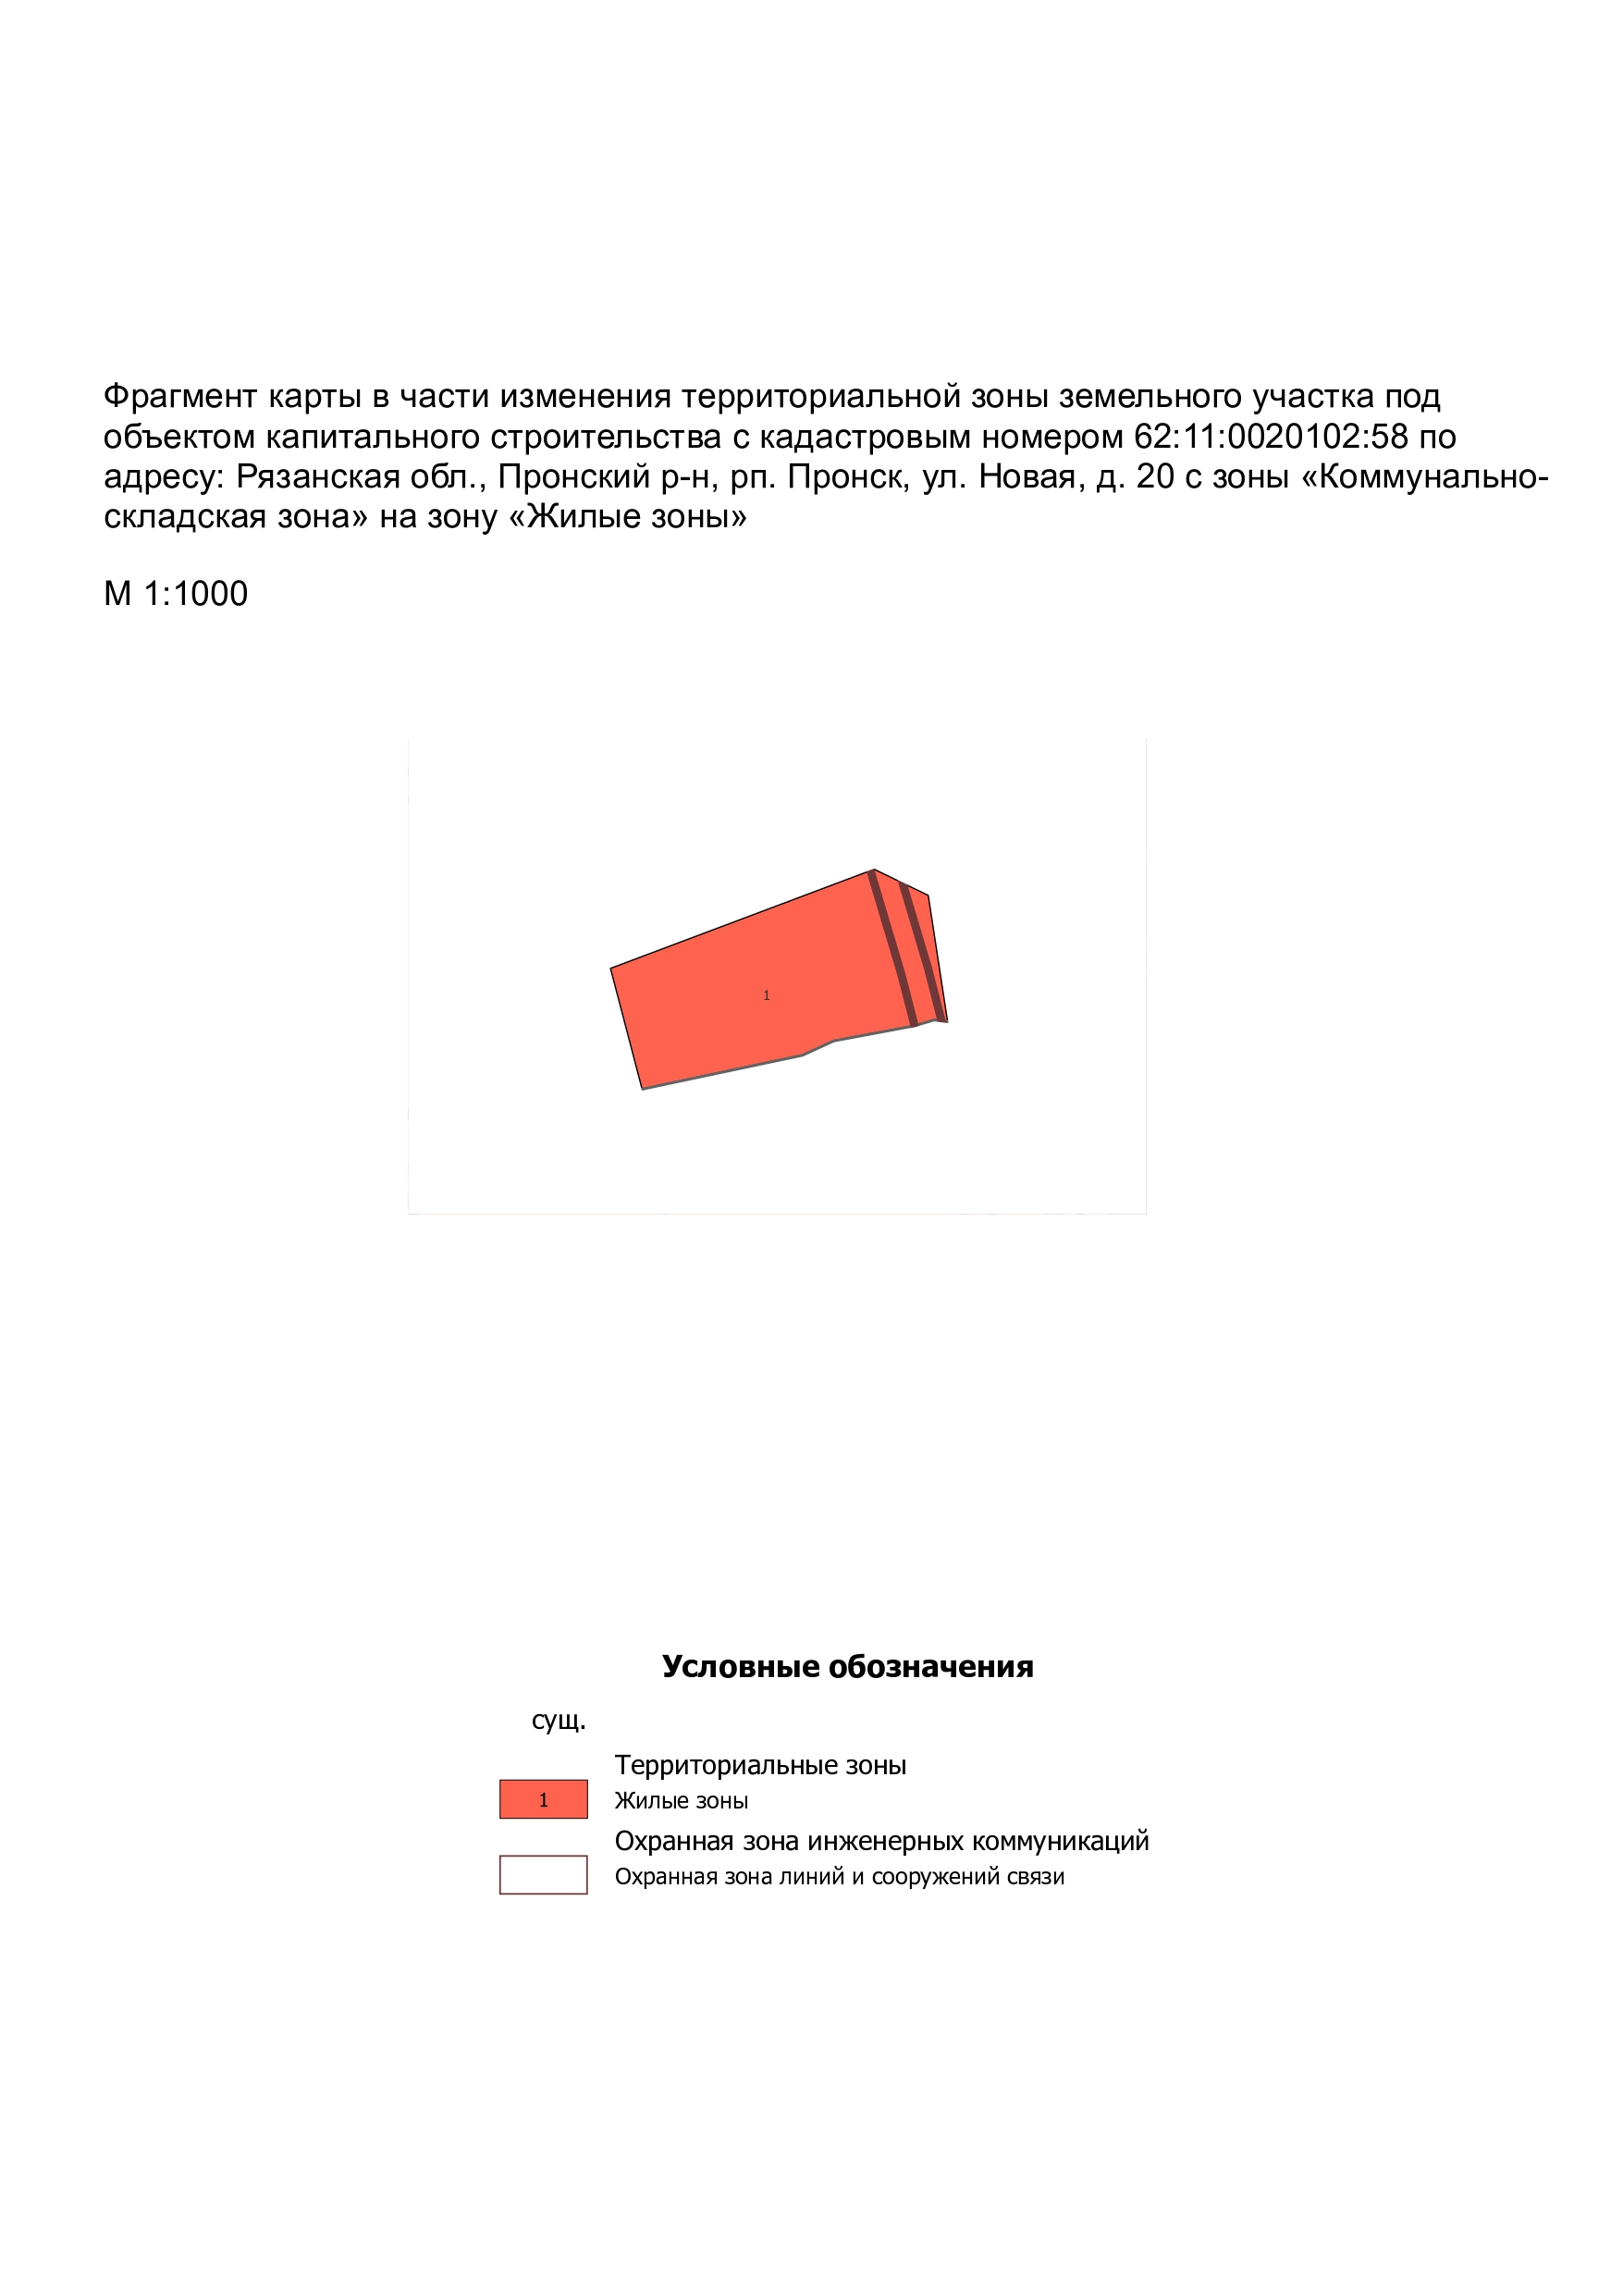 Фрагмент карты в части изменения территориальной зоны земельного участка под
объектом капитального строительства с кадастровым номером 62:11:0020102:58 по
адресу: Рязанская обл., Пронский р-н, рп. Пронск, ул. Новая, д. 20 с зоны «Коммунально-
складская зона» на зону «Жилые зоны»
М 1:1000
1
Условные обозначения
сущ.
Территориальные зоны
1 Жилые зоны
Охранная зона инженерных коммуникаций
Охранная зона линий и сооружений связи